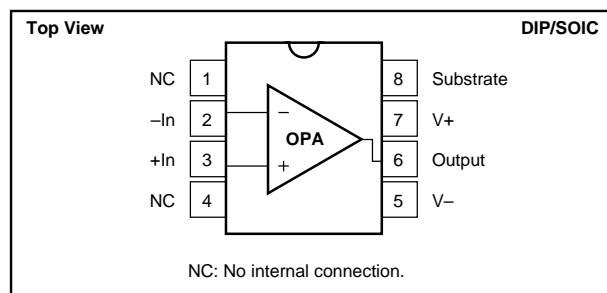 Top View DIP/SOIC
NC 1 8 Substrate
–In 2 – 7 V+
OPA
+In 3 + 6 Output
NC 4 5 V–
NC: No internal connection.